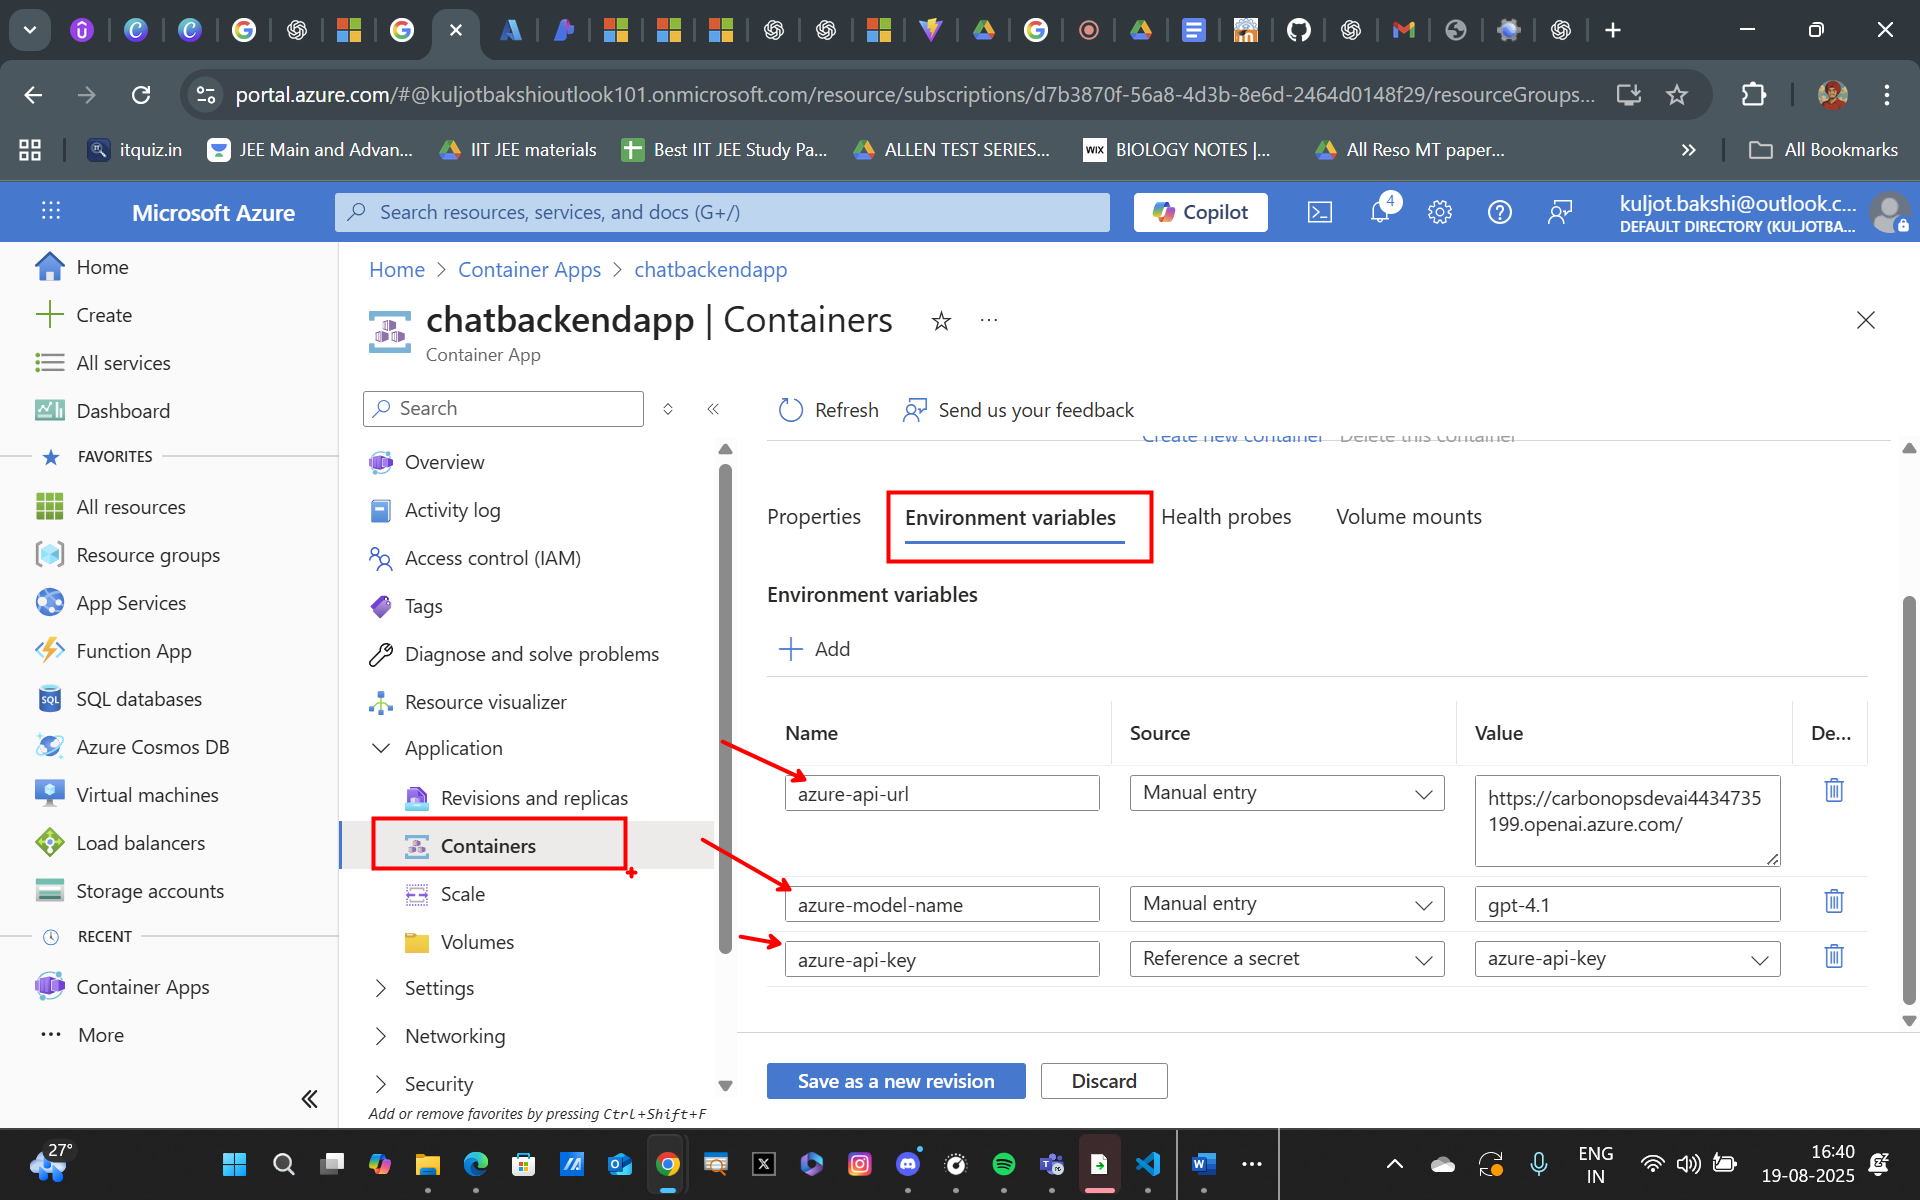 portal.azure.com/#@kuljotbakshioutlook101.onmicrosoft.com/resource/subscriptions/d7b3870f-56a8-4d3b-8e6d-2464d0148f29/resourceGroups...
itquiz.in
JEE Main and Advan...
IIT JEE materials
Best IIT JEE Study Pa...
ALLEN TEST SERIES...
WIX
BIOLOGY NOTES |...
All Reso MT paper...
All Bookmarks
Microsoft Azure
Search resources, services, and docs (G+/)
Copilot
4
kuljot.bakshi@outlook.c...
DEFAULT DIRECTORY (KULJOTBA...
Home
Create
All services
Dashboard
FAVORITES
All resources
Resource groups
App Services
Function App
SQL
SQL databases
Azure Cosmos DB
Virtual machines
Load balancers
Storage accounts
RECENT
Container Apps
More
Home > Container Apps > chatbackendapp
chatbackendapp | Containers
Container App
Search
Overview
Activity log
Access control (IAM)
Tags
Diagnose and solve problems
Resource visualizer
Application
Revisions and replicas
Containers
Scale
Volumes
Settings
Networking
Security
Add or remove favorites by pressing Ctrl+Shift+F
Refresh
Send us your feedback
Create new container
Delete this container
Properties
Environment variables
Health probes
Volume mounts
Environment variables
Add
Name
Source
Value
De...
azure-api-url
Manual entry
https://carbonopsdevai4434735
199.openai.azure.com/
azure-model-name
Manual entry
gpt-4.1
azure-api-key
Reference a secret
azure-api-key
Save as a new revision
Discard
27°
ENG
IN
16:40
19-08-2025